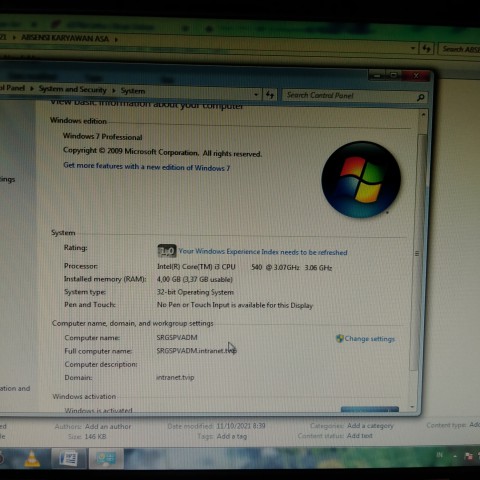 21 ▸ ABSENSI KARYAWAN ASA ▸
Search ABSE
ol Panel ▸ System and Security ▸ System
Search Control Panel
View basic information about your computer
Windows edition
Windows 7 Professional
Copyright © 2009 Microsoft Corporation. All rights reserved.
Get more features with a new edition of Windows 7
ings
System
Rating: 3,0 Your Windows Experience Index needs to be refreshed
Processor: Intel(R) Core(TM) i3 CPU 540 @ 3.07GHz 3.06 GHz
Installed memory (RAM): 4,00 GB (3,37 GB usable)
System type: 32-bit Operating System
Pen and Touch: No Pen or Touch Input is available for this Display
Computer name, domain, and workgroup settings
Computer name: SRGSPVADM
Change settings
Full computer name: SRGSPVADM.intranet.tvip
Computer description:
Domain: intranet.tvip
ation and
Windows activation
Windows is activated
Authors: Add an author
Date modified: 11/10/2021 8:39
Categories: Add a category
Content type: Add
Size: 146 KB
Tags: Add a tag
Content status: Add text
IN